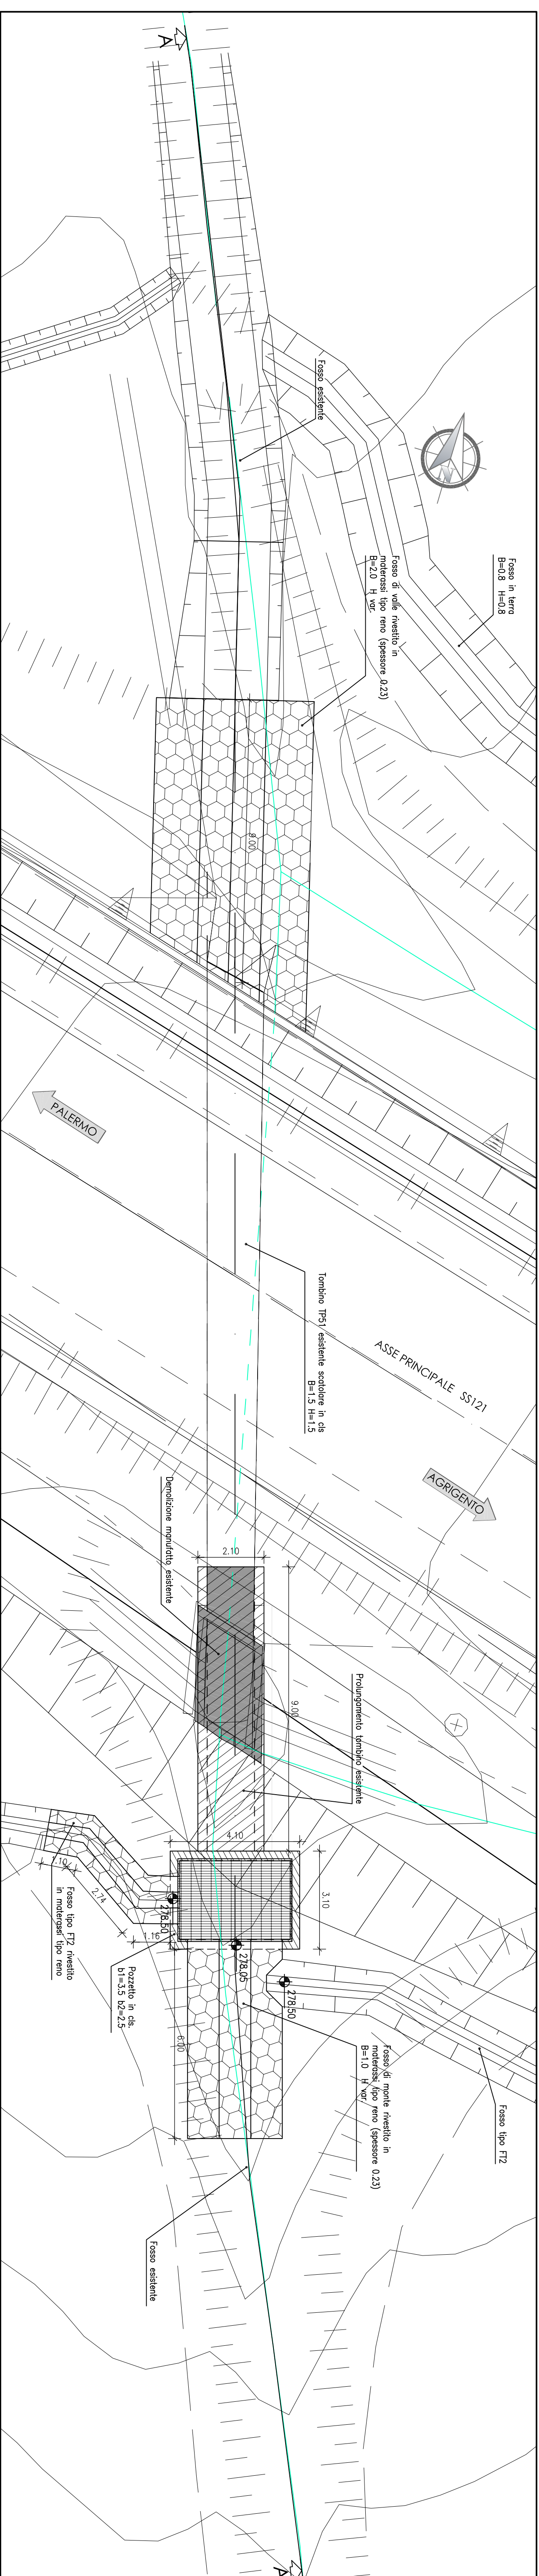 A
Fosso esistente
Fosso in terra
B=0.8 H=0.8
Fosso di valle rivestito in
materassi tipo reno (spessore 0.23)
B=2.0 H var.
8.00
PALERMO
Tombino TP51 esistente scatolare in cls
B=1.5 H=1.5
ASSE PRINCIPALE SS121
AGRIGENTO
Demolizione manufatto esistente
2.10
9.00
Prolungamento tombino esistente
4.10
3.10
1.10
2.74
1.16
278.50
278.05
278.50
Fosso tipo FT2 rivestito
in materassi tipo reno
Pozzetto in cls.
b1=3.5 b2=2.5
6.00
Fosso di monte rivestito in
materassi tipo reno (spessore 0.23)
B=1.0 H var.
Fosso tipo FT2
Fosso esistente
A